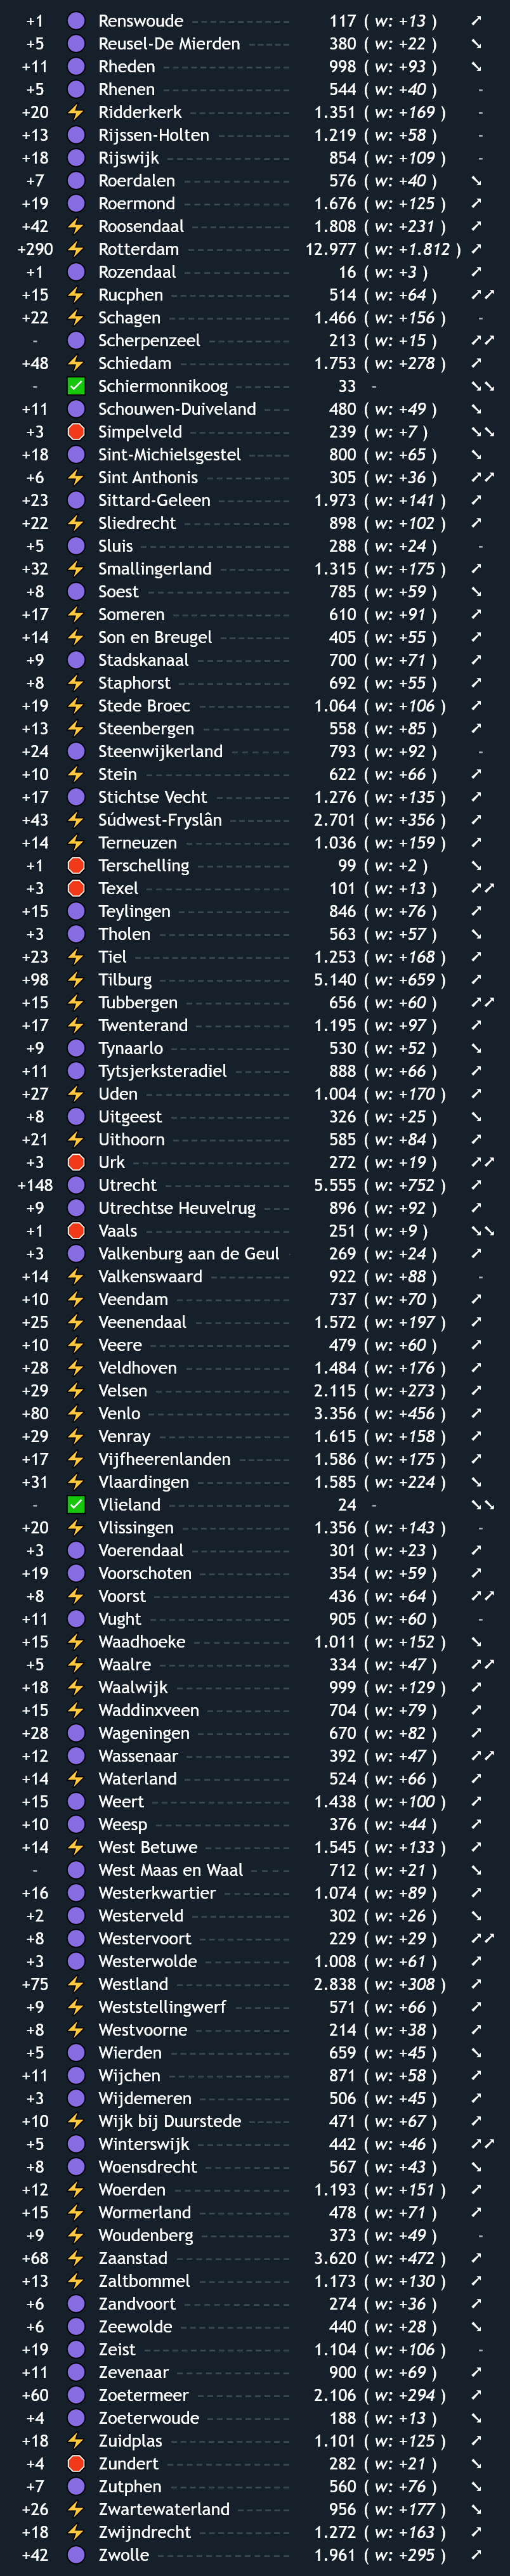 +1 Renswoude 117 ( w: +13 )
+5 Reusel-De Mierden 380 ( w: +22 )
+11 Rheden 998 ( w: +93 )
+5 Rhenen 544 ( w: +40 ) -
+20 Ridderkerk 1.351 ( w: +169 ) -
+13 Rijssen-Holten 1.219 ( w: +58 ) -
+18 Rijswijk 854 ( w: +109 ) -
+7 Roerdalen 576 ( w: +40 )
+19 Roermond 1.676 ( w: +125 )
+42 Roosendaal 1.808 ( w: +231 )
+290 Rotterdam 12.977 ( w: +1.812 )
+1 Rozendaal 16 ( w: +3 )
+15 Rucphen 514 ( w: +64 )
+22 Schagen 1.466 ( w: +156 ) -
- Scherpenzeel 213 ( w: +15 )
+48 Schiedam 1.753 ( w: +278 )
- Schiermonnikoog 33 -
+11 Schouwen-Duiveland 480 ( w: +49 )
+3 Simpelveld 239 ( w: +7 )
+18 Sint-Michielsgestel 800 ( w: +65 )
+6 Sint Anthonis 305 ( w: +36 )
+23 Sittard-Geleen 1.973 ( w: +141 )
+22 Sliedrecht 898 ( w: +102 )
+5 Sluis 288 ( w: +24 ) -
+32 Smallingerland 1.315 ( w: +175 )
+8 Soest 785 ( w: +59 )
+17 Someren 610 ( w: +91 )
+14 Son en Breugel 405 ( w: +55 )
+9 Stadskanaal 700 ( w: +71 )
+8 Staphorst 692 ( w: +55 )
+19 Stede Broec 1.064 ( w: +106 )
+13 Steenbergen 558 ( w: +85 )
+24 Steenwijkerland 793 ( w: +92 ) -
+10 Stein 622 ( w: +66 )
+17 Stichtse Vecht 1.276 ( w: +135 )
+43 Súdwest-Fryslân 2.701 ( w: +356 )
+14 Terneuzen 1.036 ( w: +159 )
+1 Terschelling 99 ( w: +2 )
+3 Texel 101 ( w: +13 )
+15 Teylingen 846 ( w: +76 )
+3 Tholen 563 ( w: +57 )
+23 Tiel 1.253 ( w: +168 )
+98 Tilburg 5.140 ( w: +659 )
+15 Tubbergen 656 ( w: +60 )
+17 Twenterand 1.195 ( w: +97 )
+9 Tynaarlo 530 ( w: +52 )
+11 Tytsjerksteradiel 888 ( w: +66 )
+27 Uden 1.004 ( w: +170 )
+8 Uitgeest 326 ( w: +25 )
+21 Uithoorn 585 ( w: +84 )
+3 Urk 272 ( w: +19 )
+148 Utrecht 5.555 ( w: +752 )
+9 Utrechtse Heuvelrug 896 ( w: +92 )
+1 Vaals 251 ( w: +9 )
+3 Valkenburg aan de Geul 269 ( w: +24 )
+14 Valkenswaard 922 ( w: +88 ) -
+10 Veendam 737 ( w: +70 )
+25 Veenendaal 1.572 ( w: +197 )
+10 Veere 479 ( w: +60 )
+28 Veldhoven 1.484 ( w: +176 )
+29 Velsen 2.115 ( w: +273 )
+80 Venlo 3.356 ( w: +456 )
+29 Venray 1.615 ( w: +158 )
+17 Vijfheerenlanden 1.586 ( w: +175 )
+31 Vlaardingen 1.585 ( w: +224 )
- Vlieland 24 -
+20 Vlissingen 1.356 ( w: +143 ) -
+3 Voerendaal 301 ( w: +23 )
+19 Voorschoten 354 ( w: +59 )
+8 Voorst 436 ( w: +64 )
+11 Vught 905 ( w: +60 ) -
+15 Waadhoeke 1.011 ( w: +152 )
+5 Waalre 334 ( w: +47 )
+18 Waalwijk 999 ( w: +129 )
+15 Waddinxveen 704 ( w: +79 )
+28 Wageningen 670 ( w: +82 )
+12 Wassenaar 392 ( w: +47 )
+14 Waterland 524 ( w: +66 )
+15 Weert 1.438 ( w: +100 )
+10 Weesp 376 ( w: +44 )
+14 West Betuwe 1.545 ( w: +133 )
- West Maas en Waal 712 ( w: +21 )
+16 Westerkwartier 1.074 ( w: +89 )
+2 Westerveld 302 ( w: +26 )
+8 Westervoort 229 ( w: +29 )
+3 Westerwolde 1.008 ( w: +61 )
+75 Westland 2.838 ( w: +308 )
+9 Weststellingwerf 571 ( w: +66 )
+8 Westvoorne 214 ( w: +38 )
+5 Wierden 659 ( w: +45 )
+11 Wijchen 871 ( w: +58 )
+3 Wijdemeren 506 ( w: +45 )
+10 Wijk bij Duurstede 471 ( w: +67 )
+5 Winterswijk 442 ( w: +46 )
+8 Woensdrecht 567 ( w: +43 )
+12 Woerden 1.193 ( w: +151 )
+15 Wormerland 478 ( w: +71 )
+9 Woudenberg 373 ( w: +49 ) -
+68 Zaanstad 3.620 ( w: +472 )
+13 Zaltbommel 1.173 ( w: +130 )
+6 Zandvoort 274 ( w: +36 )
+6 Zeewolde 440 ( w: +28 )
+19 Zeist 1.104 ( w: +106 ) -
+11 Zevenaar 900 ( w: +69 )
+60 Zoetermeer 2.106 ( w: +294 )
+4 Zoeterwoude 188 ( w: +13 )
+18 Zuidplas 1.101 ( w: +125 )
+4 Zundert 282 ( w: +21 )
+7 Zutphen 560 ( w: +76 )
+26 Zwartewaterland 956 ( w: +177 )
+18 Zwijndrecht 1.272 ( w: +163 )
+42 Zwolle 1.961 ( w: +295 )